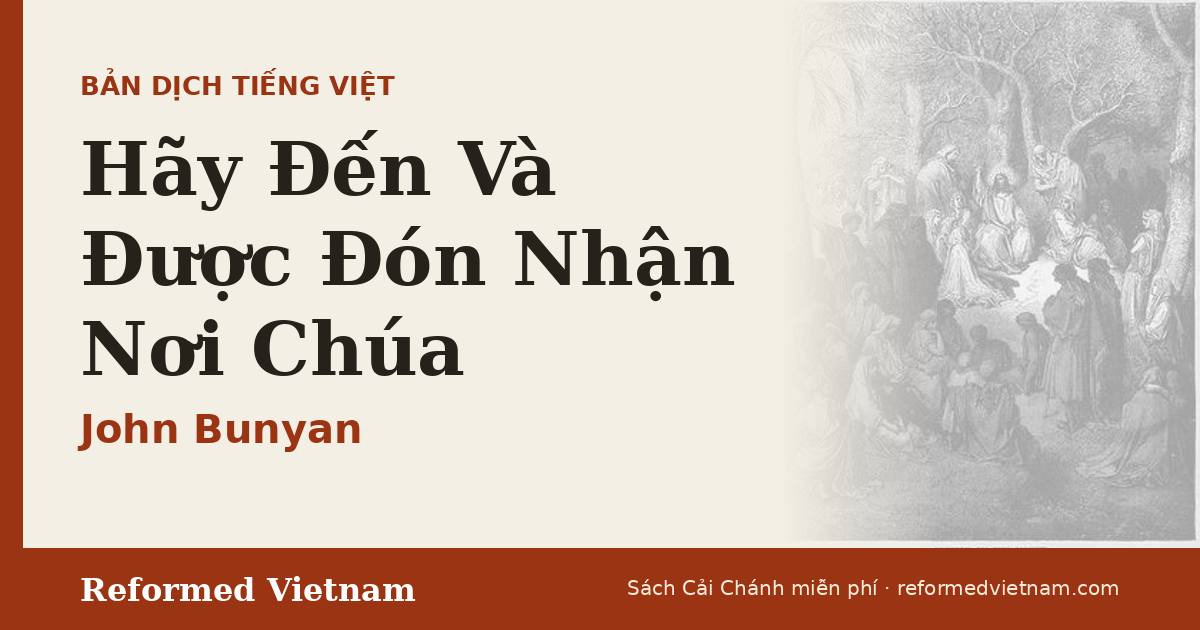 BẢN DỊCH TIẾNG VIỆT
Hãy Đến Và
Được Đón Nhận
Nơi Chúa
John Bunyan
Reformed Vietnam
Sách Cải Chánh miễn phí · reformedvietnam.com